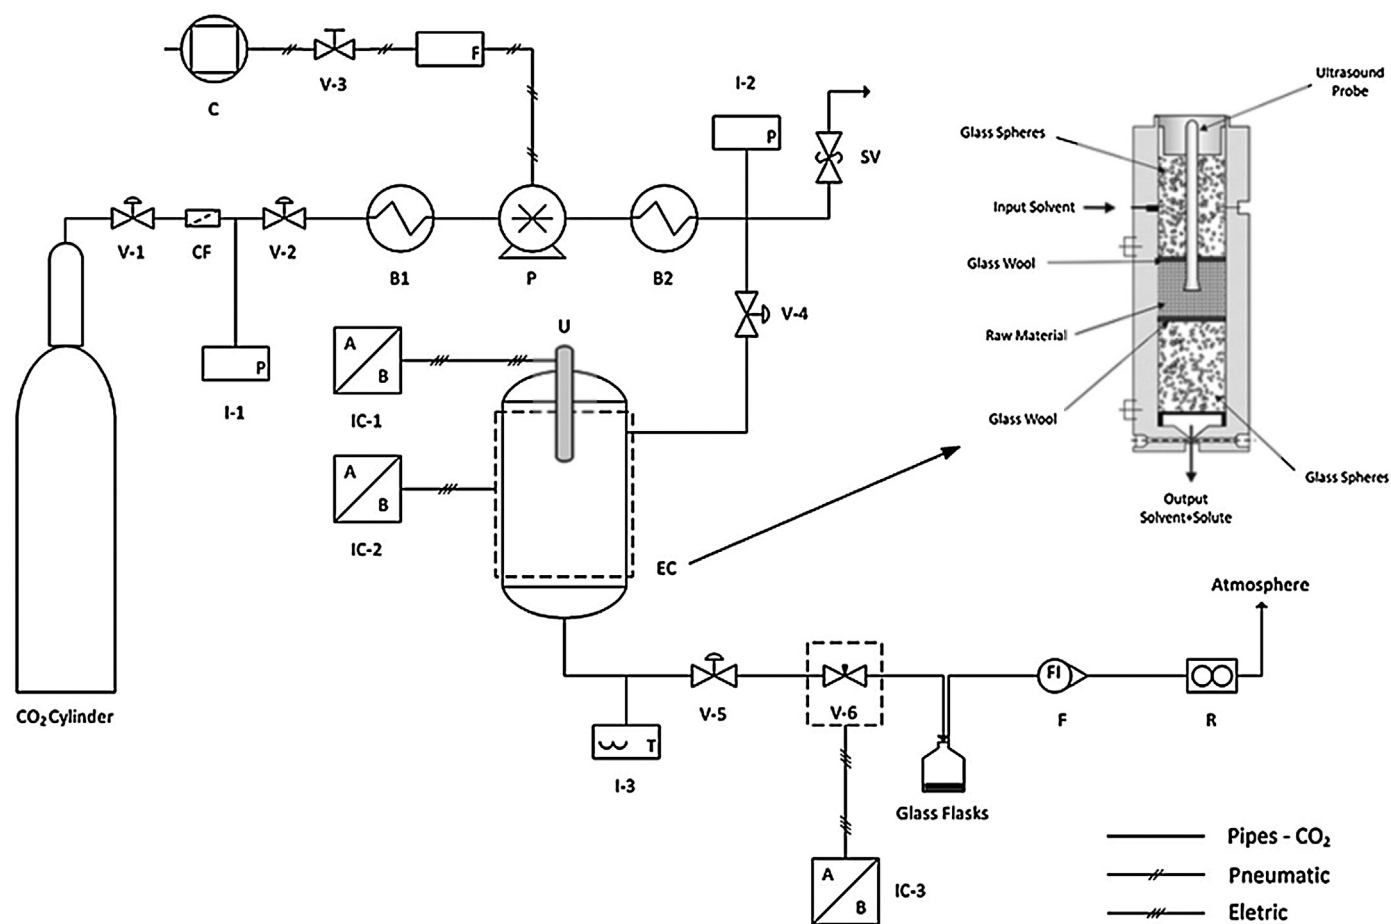 C
V-3
F
I-2
P
SV
Ultrasound
Probe
Glass Spheres
Input Solvent
Glass Wool
Raw Material
Glass Wool
Glass Spheres
Output
Solvent+Solute
V-1
CF
V-2
B1
P
B2
V-4
P
I-1
A
B
IC-1
U
A
B
IC-2
EC
CO₂ Cylinder
Atmosphere
V-5
V-6
FI
F
R
T
I-3
Glass Flasks
A
B
IC-3
Pipes - CO₂
Pneumatic
Eletric